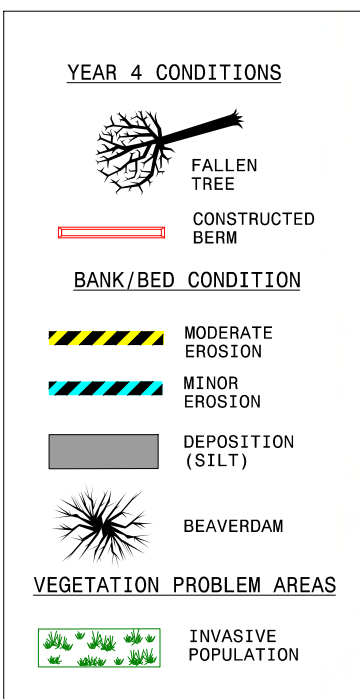 YEAR 4 CONDITIONS
FALLEN
TREE
CONSTRUCTED
BERM
BANK/BED CONDITION
MODERATE
EROSION
MINOR
EROSION
DEPOSITION
(SILT)
BEAVERDAM
VEGETATION PROBLEM AREAS
INVASIVE
POPULATION